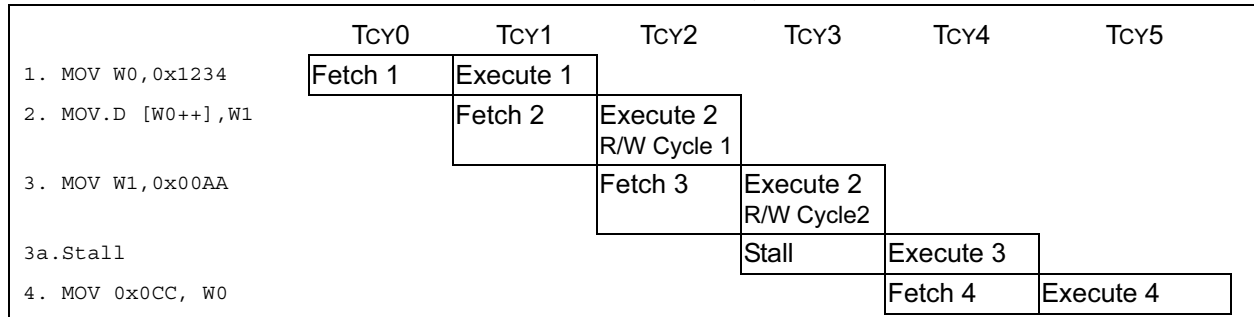 TCY0 TCY1 TCY2 TCY3 TCY4 TCY5
1. MOV W0,0x1234 Fetch 1 Execute 1
2. MOV.D [W0++],W1 Fetch 2 Execute 2
R/W Cycle 1
3. MOV W1,0x00AA Fetch 3 Execute 2
R/W Cycle2
3a.Stall Stall Execute 3
4. MOV 0x0CC, W0 Fetch 4 Execute 4